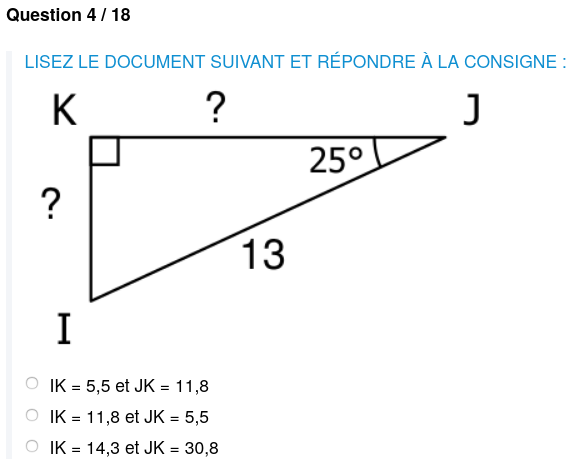 Question 4 / 18
LISEZ LE DOCUMENT SUIVANT ET RÉPONDRE À LA CONSIGNE :
K ? J
25°
?
13
I
IK = 5,5 et JK = 11,8
IK = 11,8 et JK = 5,5
IK = 14,3 et JK = 30,8